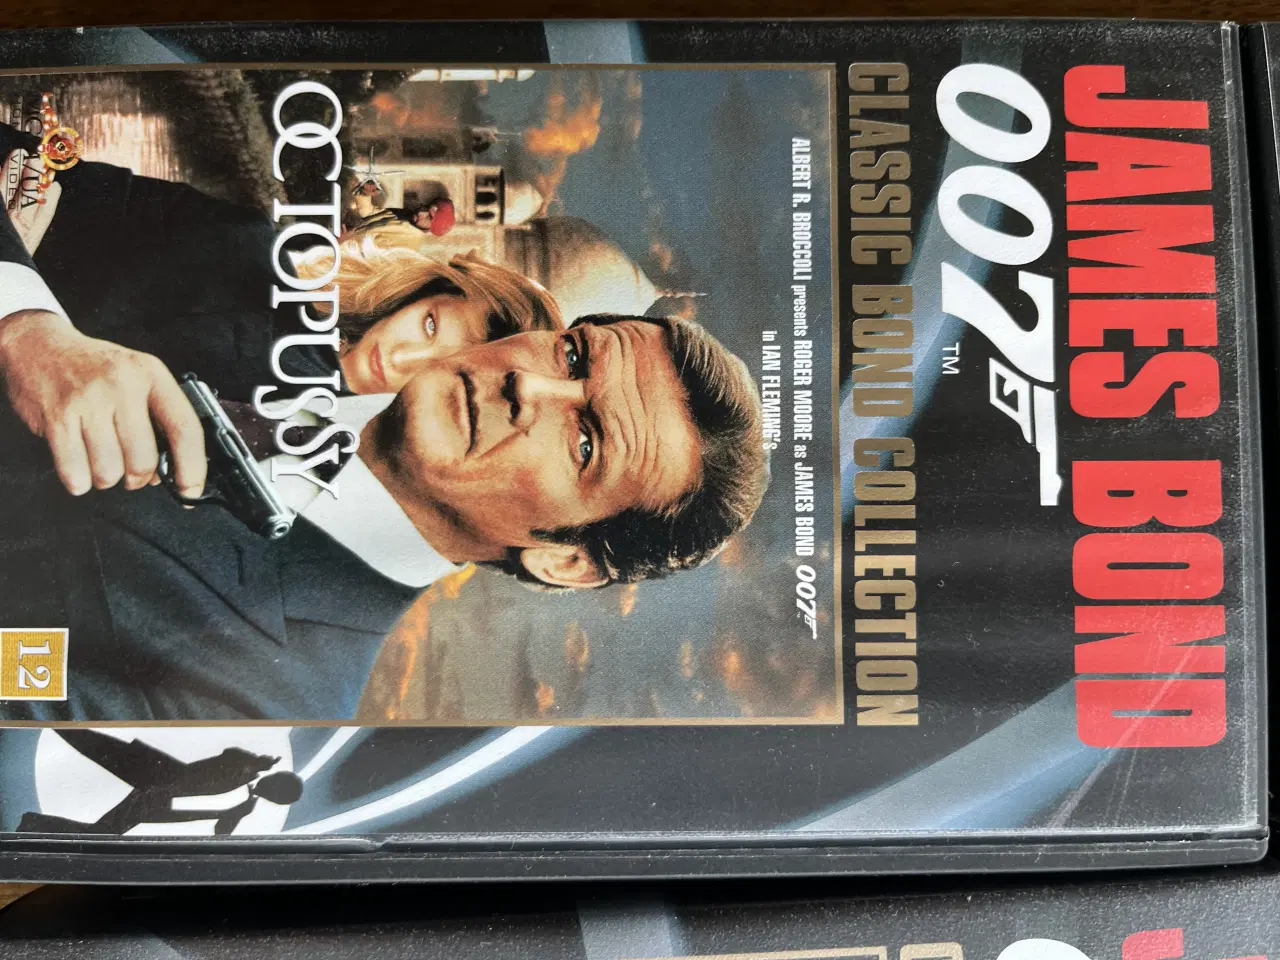 JAMES BOND
007
TM
CLASSIC BOND COLLECTION
ALBERT R. BROCCOLI presents ROGER MOORE as JAMES BOND 007
in IAN FLEMING'S
OCTOPUSSY
12
JA